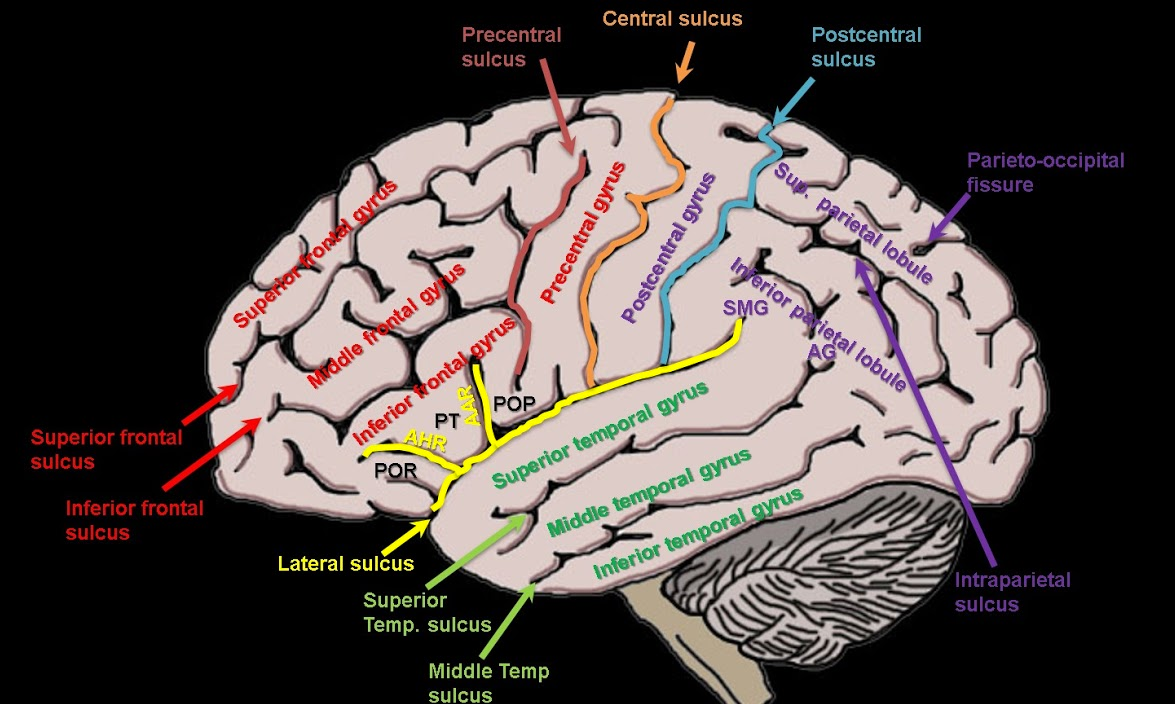 Central sulcus
Precentral
sulcus
Postcentral
sulcus
Parieto-occipital
fissure
Superior frontal gyrus
Middle frontal gyrus
Inferior frontal gyrus
Precentral gyrus
Postcentral gyrus
Sup. parietal lobule
Inferior parietal lobule
SMG
AG
AAR
POP
PT
AHR
POR
Superior temporal gyrus
Middle temporal gyrus
Inferior temporal gyrus
Superior frontal
sulcus
Inferior frontal
sulcus
Lateral sulcus
Superior
Temp. sulcus
Middle Temp
sulcus
Intraparietal
sulcus